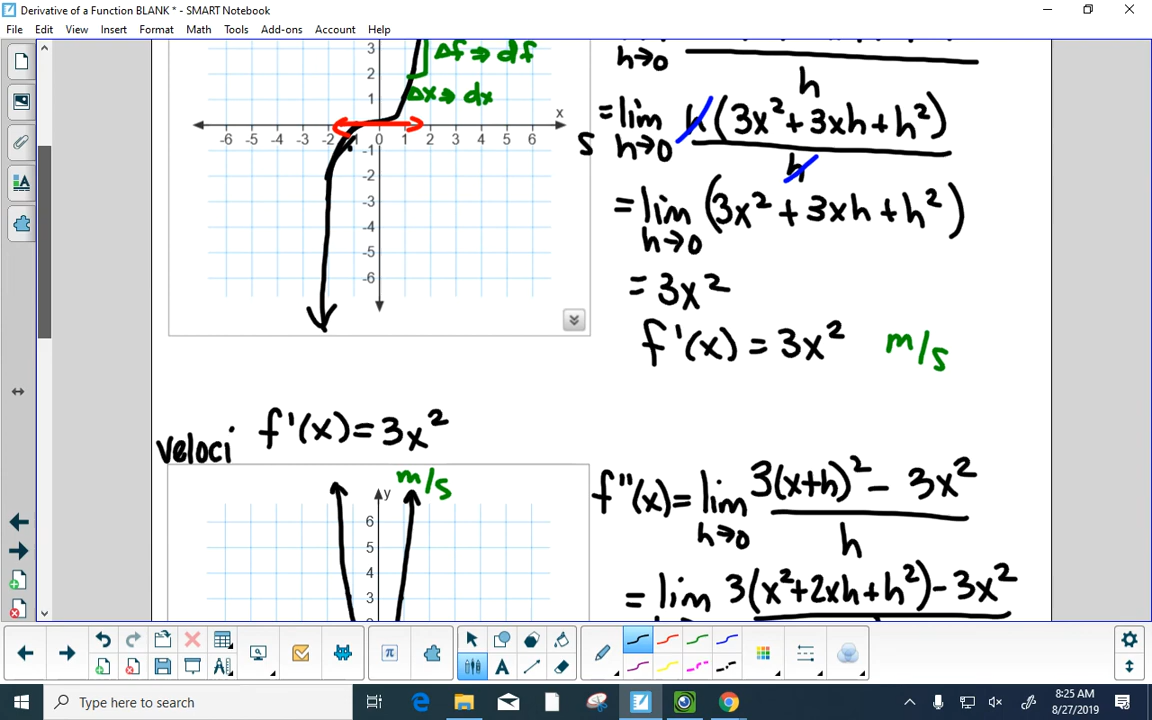 Derivative of a Function BLANK * - SMART Notebook
File Edit View Insert Format Math Tools Add-ons Account Help
3
2
1
x
-6 -5 -4 -3 -2 -1 0 1 2 3 4 5 6
-1
-2
-3
-4
-5
-6
Δf ⇒ df
Δx ⇒ dx
h→0
h
= lim h(3x²+3xh+h²)
s h→0 h
= lim (3x²+3xh+h²)
h→0
= 3x²
f'(x) = 3x² m/s
veloci f'(x)=3x²
m/s
y
6
5
4
3
f"(x)= lim 3(x+h)² - 3x²
h→0 h
= lim 3(x²+2xh+h²)-3x²
π
A
Type here to search
8:25 AM
8/27/2019